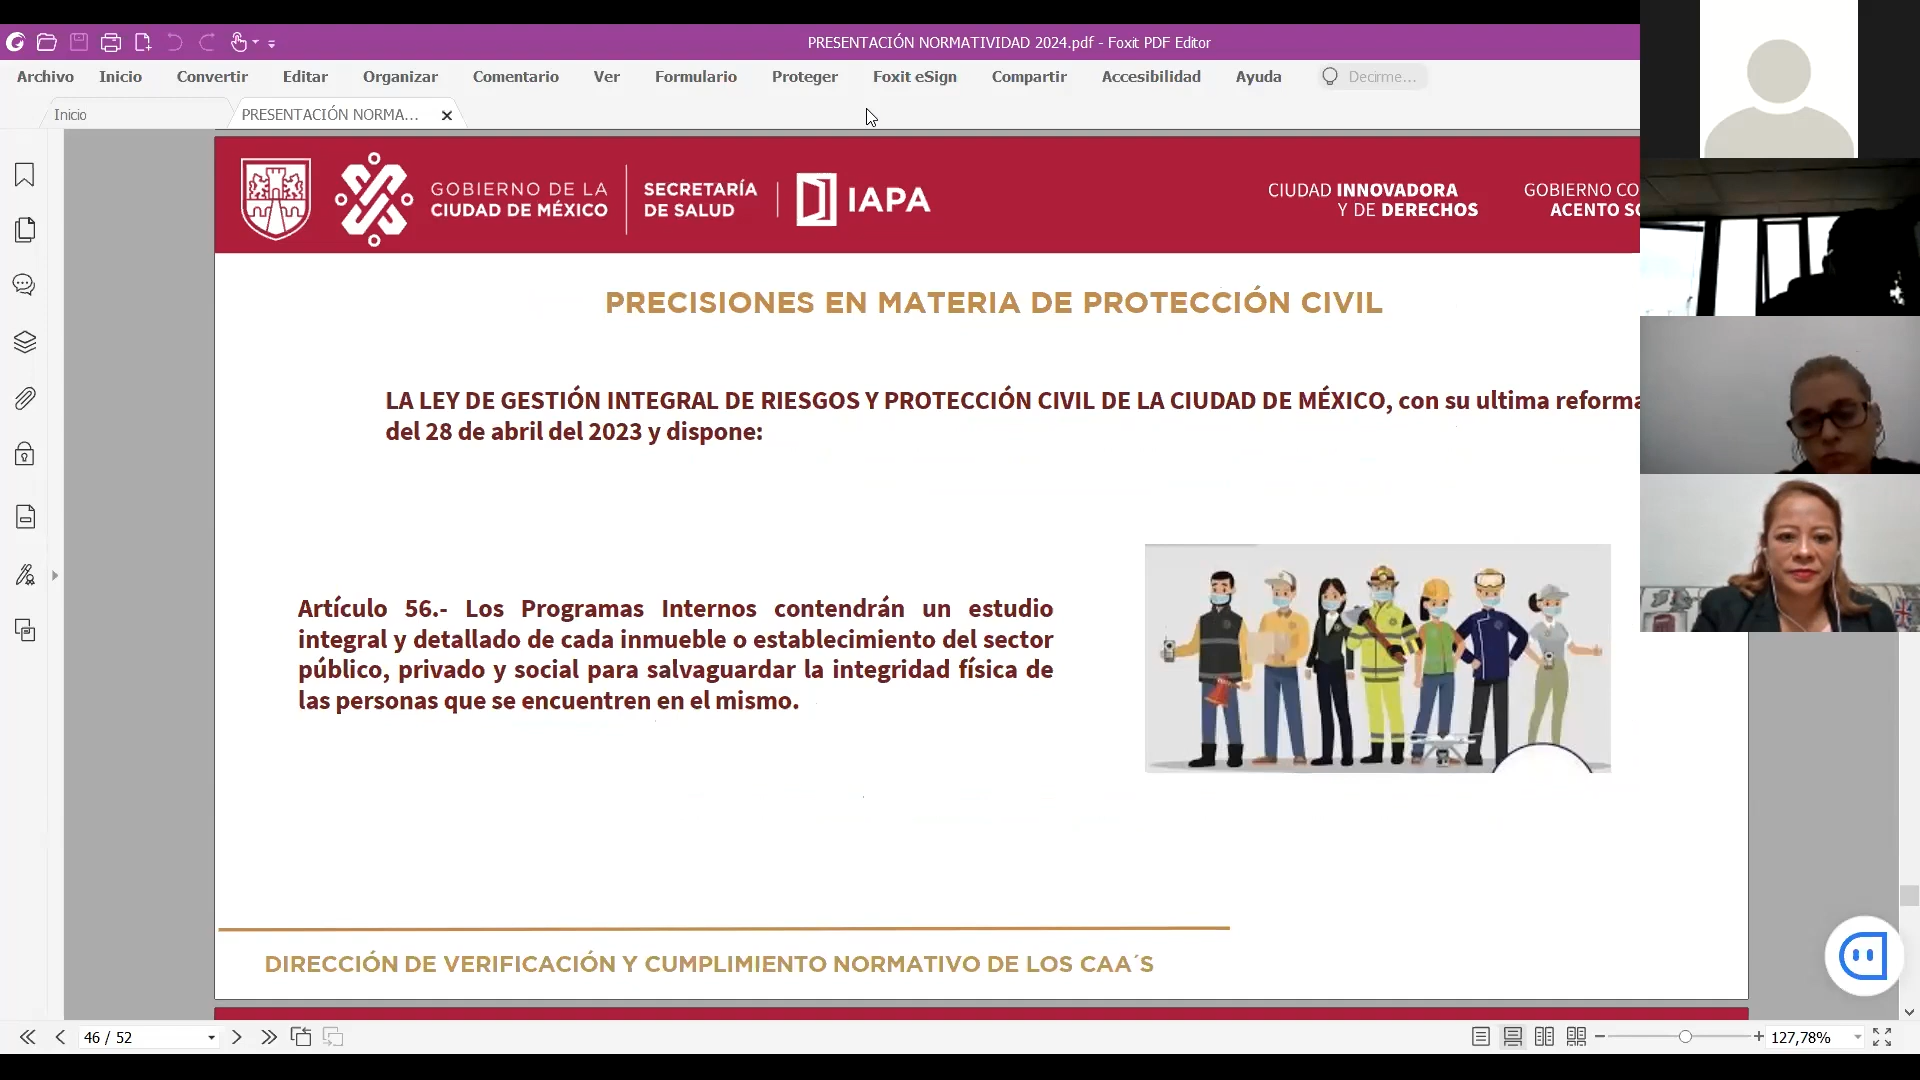 PRESENTACIÓN NORMATIVIDAD 2024.pdf - Foxit PDF Editor
Archivo Inicio Convertir Editar Organizar Comentario Ver Formulario Proteger Foxit eSign Compartir Accesibilidad Ayuda Decirme...
Inicio PRESENTACIÓN NORMA...
GOBIERNO DE LA
CIUDAD DE MÉXICO
SECRETARÍA
DE SALUD
IAPA
CIUDAD INNOVADORA
Y DE DERECHOS
GOBIERNO CO
ACENTO SO
PRECISIONES EN MATERIA DE PROTECCIÓN CIVIL
LA LEY DE GESTIÓN INTEGRAL DE RIESGOS Y PROTECCIÓN CIVIL DE LA CIUDAD DE MÉXICO, con su ultima reforma
del 28 de abril del 2023 y dispone:
Artículo 56.- Los Programas Internos contendrán un estudio
integral y detallado de cada inmueble o establecimiento del sector
público, privado y social para salvaguardar la integridad física de
las personas que se encuentren en el mismo.
DIRECCIÓN DE VERIFICACIÓN Y CUMPLIMIENTO NORMATIVO DE LOS CAA´S
46 / 52
127,78%